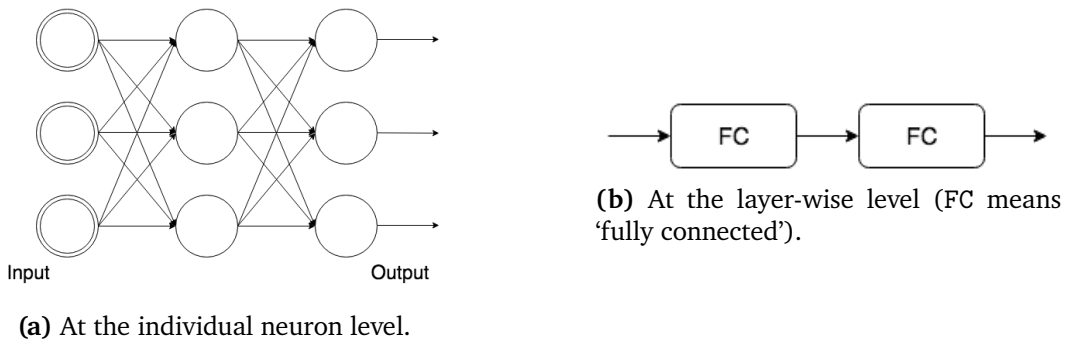 Input
Output
(a) At the individual neuron level.
FC
FC
(b) At the layer-wise level (FC means
‘fully connected’).